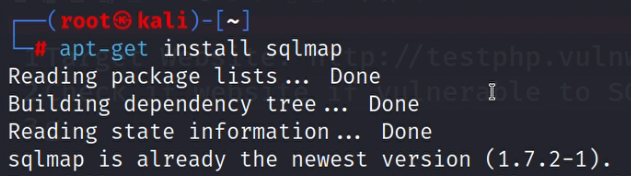 ┌──(root㉿kali)-[~]
└─# apt-get install sqlmap
Reading package lists... Done
Building dependency tree... Done
Reading state information... Done
sqlmap is already the newest version (1.7.2-1).